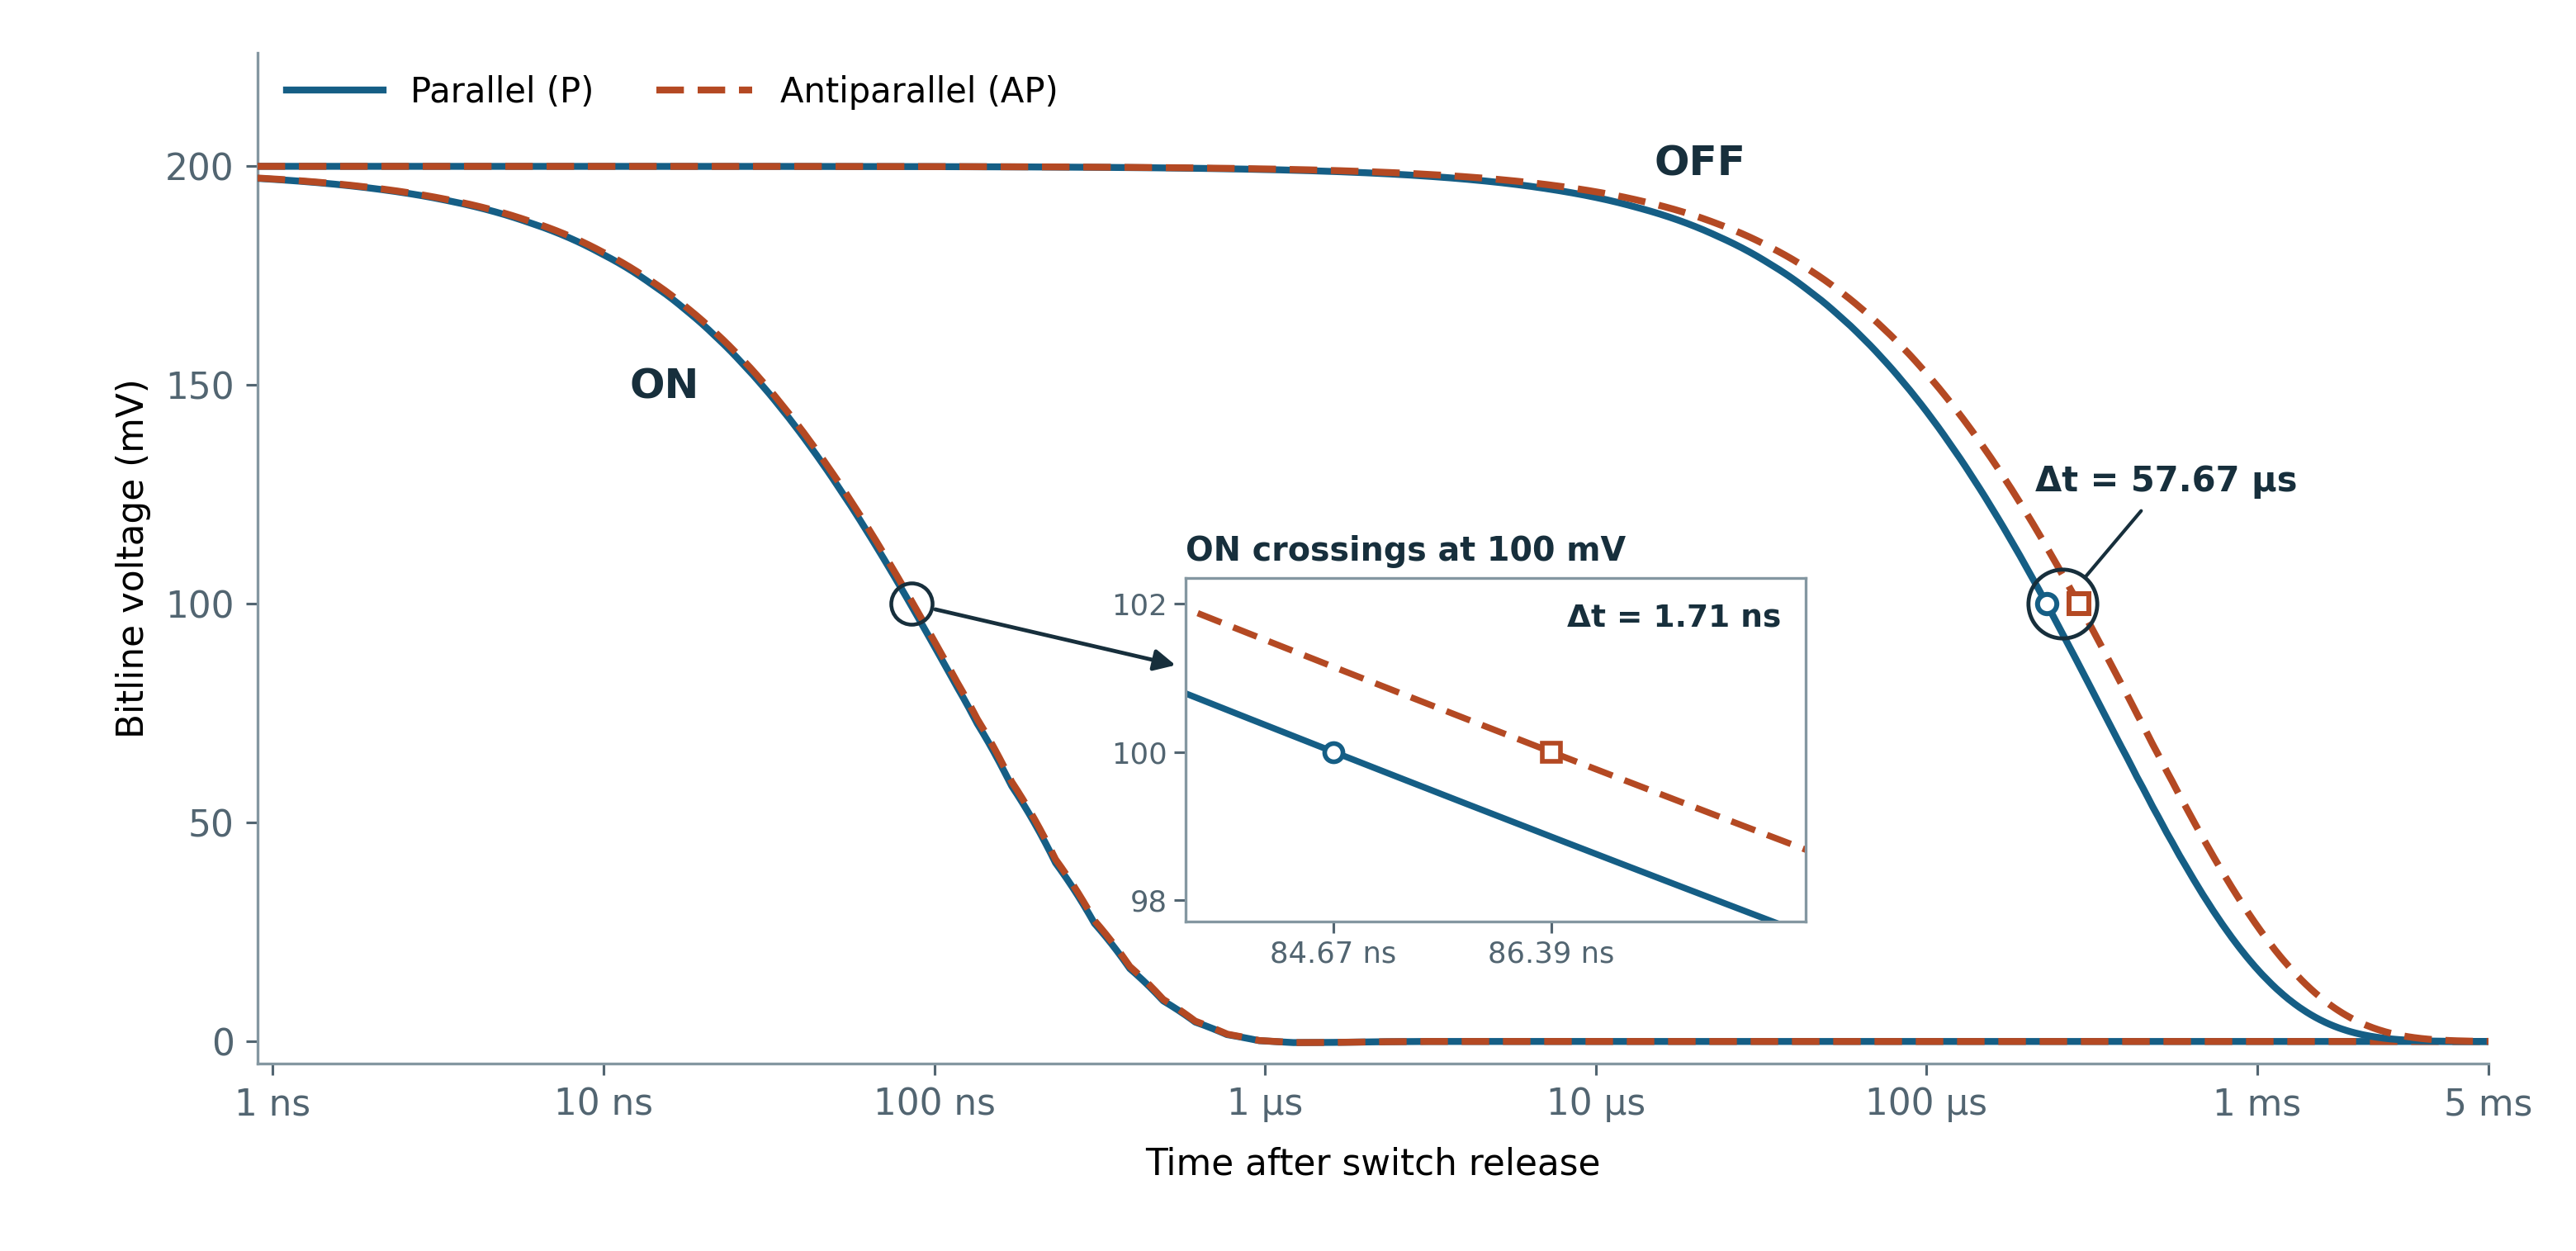 Parallel (P)
Antiparallel (AP)
OFF
ON
Δt = 57.67 µs
ON crossings at 100 mV
Δt = 1.71 ns
102
100
98
84.67 ns
86.39 ns
200
150
100
50
0
Bitline voltage (mV)
1 ns
10 ns
100 ns
1 µs
10 µs
100 µs
1 ms
5 ms
Time after switch release